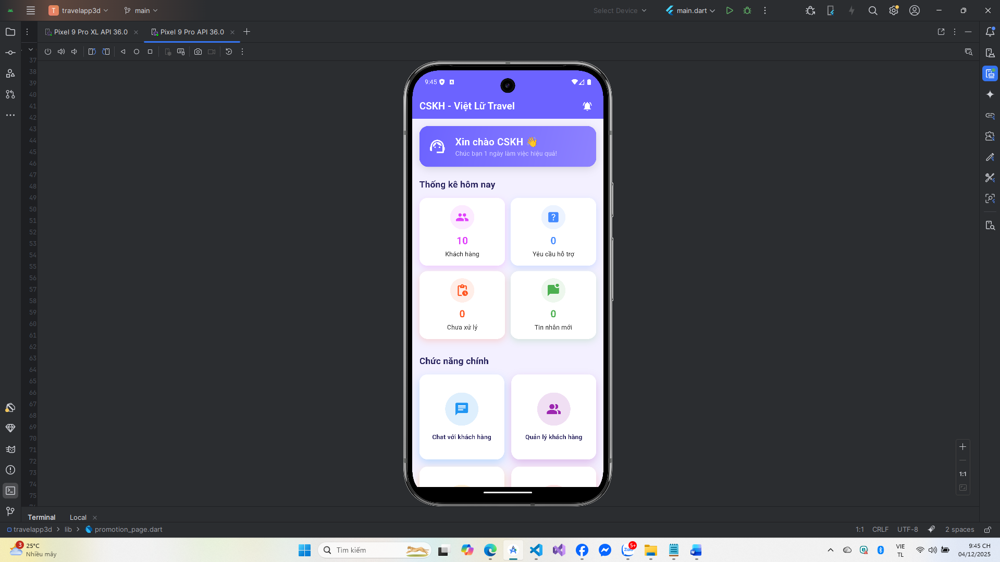 T travelapp3d main Select Device main.dart
Pixel 9 Pro XL API 36.0 Pixel 9 Pro API 36.0
37
38
39
40
41
42
43
44
45
46
47
48
49
50
51
52
53
54
55
56
57
58
59
60
61
62
63
64
65
66
67
68
69
70
71
72
73
74
75
9:45
CSKH - Việt Lữ Travel
Xin chào CSKH 👋
Chúc bạn 1 ngày làm việc hiệu quả!
Thống kê hôm nay
10 0
Khách hàng Yêu cầu hỗ trợ
0 0
Chưa xử lý Tin nhắn mới
Chức năng chính
Chat với khách hàng Quản lý khách hàng
1:1
Terminal Local
travelapp3d > lib > promotion_page.dart 1:1 CRLF UTF-8 2 spaces
3 25°C
Nhiều mây
Tìm kiếm
Zalo 5+
VIE
TL
9:45 CH
04/12/2025